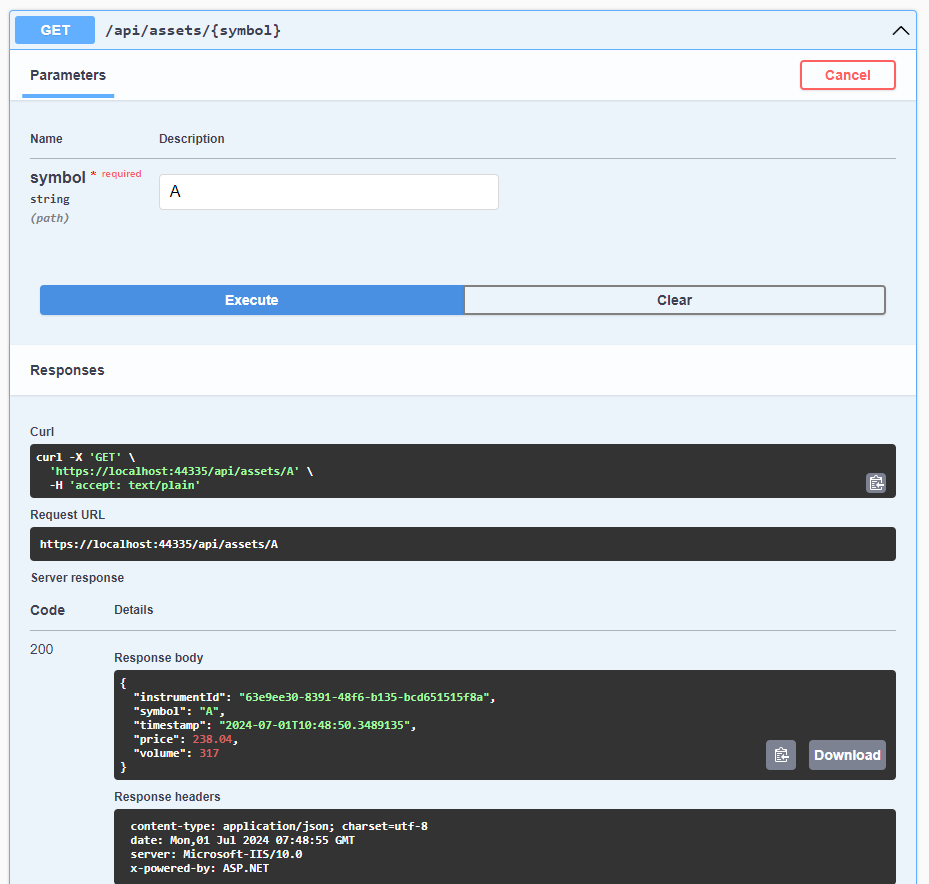 GET /api/assets/{symbol}
Parameters
Cancel
Name Description
symbol * required
string
(path)
A
Execute
Clear
Responses
Curl
curl -X 'GET' \
  'https://localhost:44335/api/assets/A' \
  -H 'accept: text/plain'
Request URL
https://localhost:44335/api/assets/A
Server response
Code Details
200
Response body
{
  "instrumentId": "63e9ee30-8391-48f6-b135-bcd651515f8a",
  "symbol": "A",
  "timestamp": "2024-07-01T10:48:50.3489135",
  "price": 238.04,
  "volume": 317
}
Download
Response headers
content-type: application/json; charset=utf-8
date: Mon,01 Jul 2024 07:48:55 GMT
server: Microsoft-IIS/10.0
x-powered-by: ASP.NET